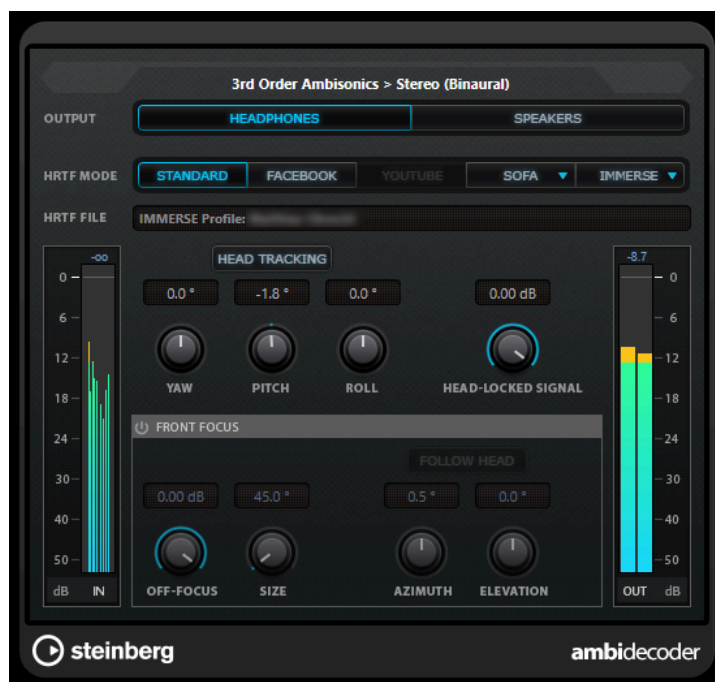 3rd Order Ambisonics > Stereo (Binaural)
OUTPUT HEADPHONES SPEAKERS
HRTF MODE STANDARD FACEBOOK YOUTUBE SOFA IMMERSE
HRTF FILE IMMERSE Profile:
-∞ HEAD TRACKING -8.7
0 0
0.0 ° -1.8 ° 0.0 ° 0.00 dB
6 6
12 12
YAW PITCH ROLL HEAD-LOCKED SIGNAL
18 18
FRONT FOCUS
24 24
FOLLOW HEAD
30 30
0.00 dB 45.0 ° 0.5 ° 0.0 °
40 40
50 50
dB IN OFF-FOCUS SIZE AZIMUTH ELEVATION OUT dB
steinberg ambidecoder